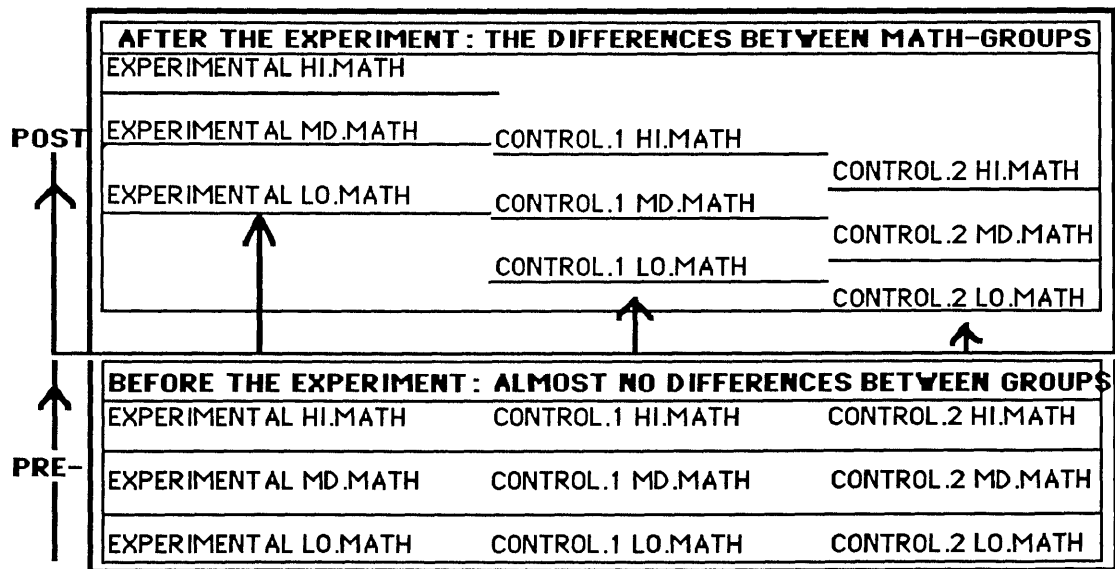 AFTER THE EXPERIMENT: THE DIFFERENCES BETWEEN MATH-GROUPS
EXPERIMENTAL HI.MATH
POST
EXPERIMENTAL MD.MATH
CONTROL.1 HI.MATH
CONTROL.2 HI.MATH
EXPERIMENTAL LO.MATH
CONTROL.1 MD.MATH
CONTROL.2 MD.MATH
CONTROL.1 LO.MATH
CONTROL.2 LO.MATH
BEFORE THE EXPERIMENT: ALMOST NO DIFFERENCES BETWEEN GROUPS
EXPERIMENTAL HI.MATH CONTROL.1 HI.MATH CONTROL.2 HI.MATH
PRE-
EXPERIMENTAL MD.MATH CONTROL.1 MD.MATH CONTROL.2 MD.MATH
EXPERIMENTAL LO.MATH CONTROL.1 LO.MATH CONTROL.2 LO.MATH